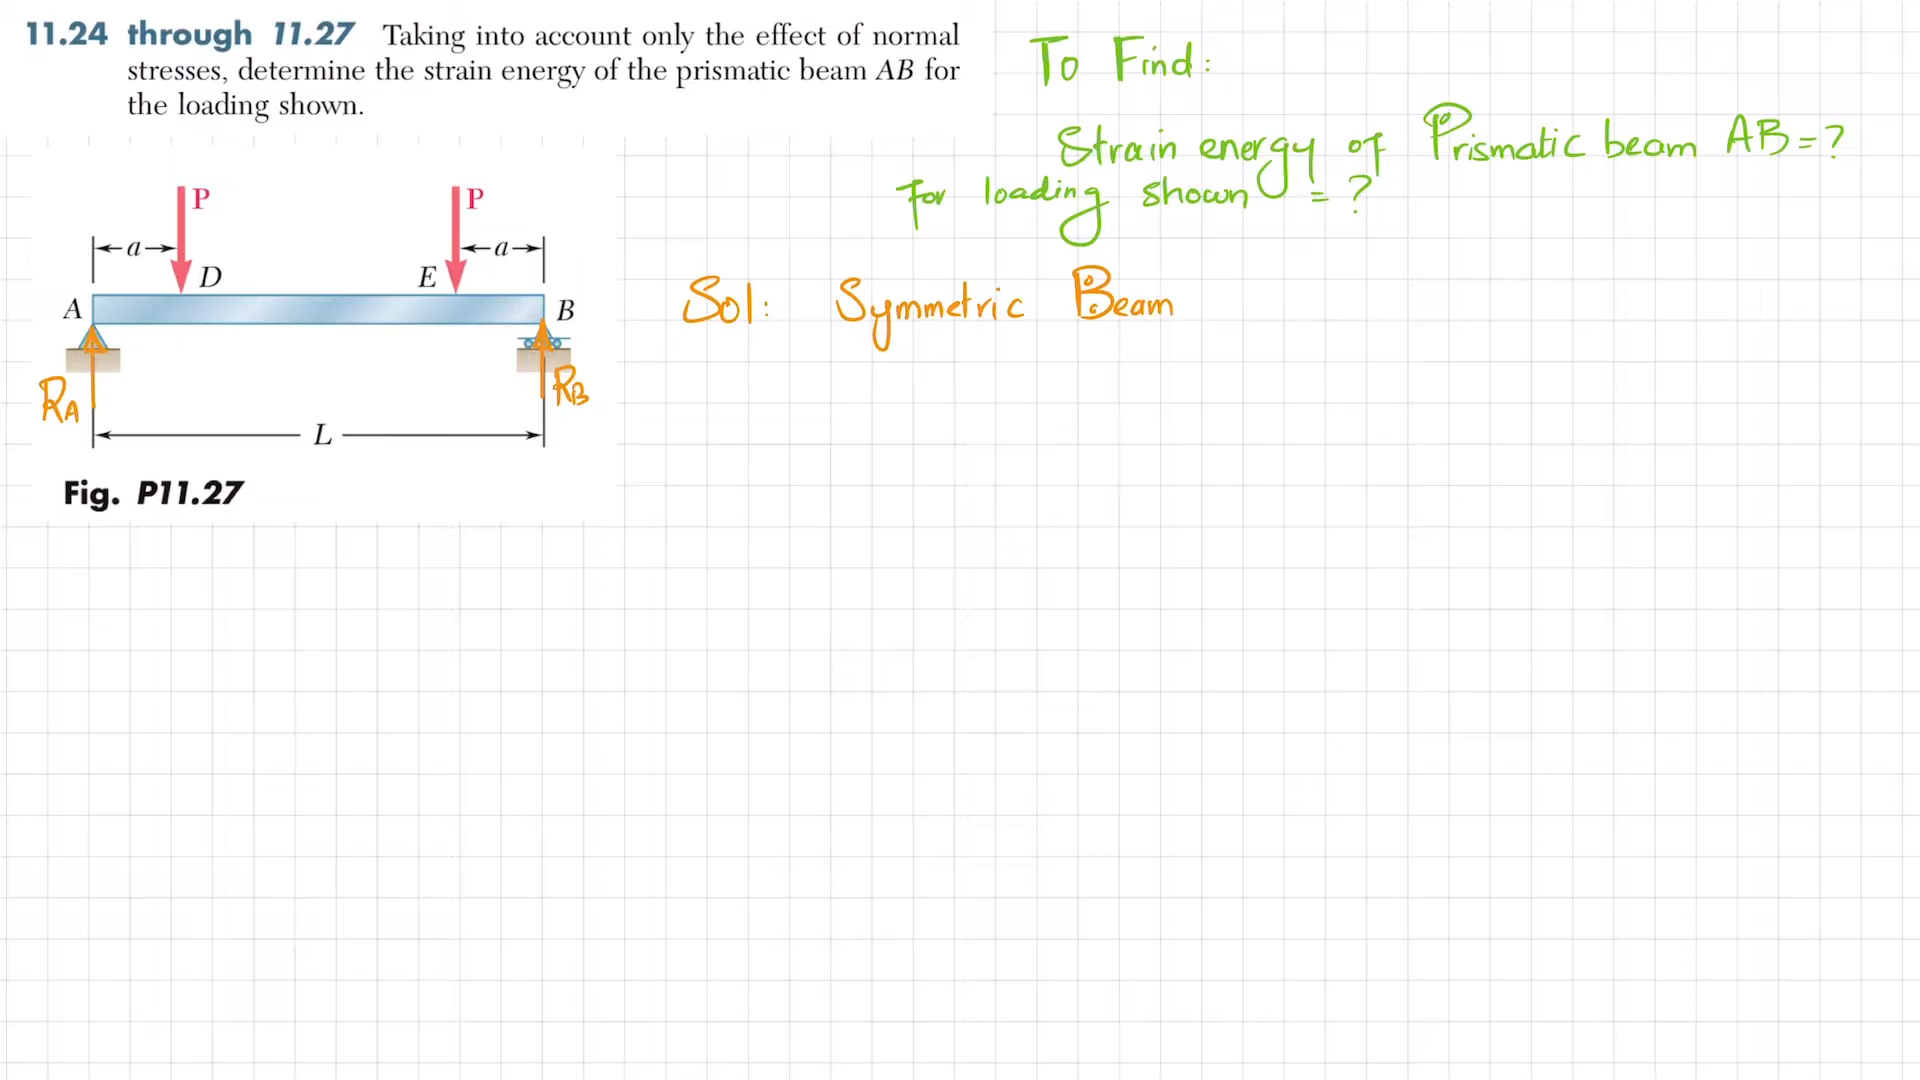 11.24 through 11.27 Taking into account only the effect of normal
stresses, determine the strain energy of the prismatic beam AB for
the loading shown.
To Find:
Strain energy of Prismatic beam AB = ?
For loading shown = ?
P P
a a
D E
A B
Sol: Symmetric Beam
RA RB
L
Fig. P11.27